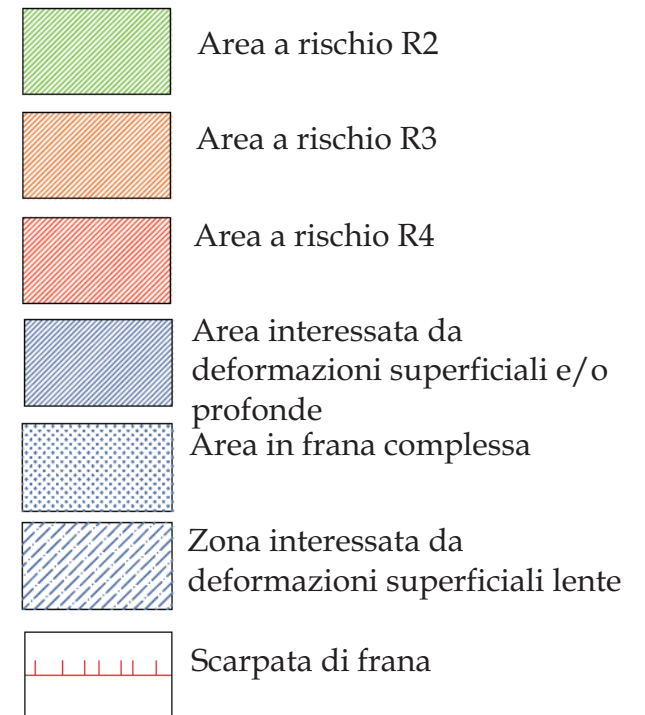 Area a rischio R2
Area a rischio R3
Area a rischio R4
Area interessata da
deformazioni superficiali e/o
profonde
Area in frana complessa
Zona interessata da
deformazioni superficiali lente
Scarpata di frana